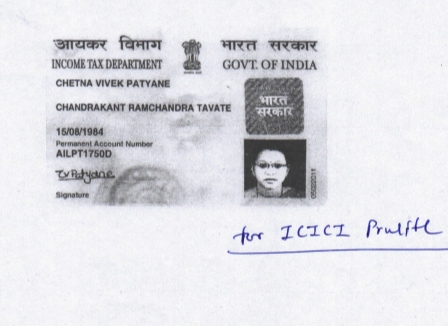 आयकर विभाग भारत सरकार
INCOME TAX DEPARTMENT GOVT. OF INDIA
CHETNA VIVEK PATYANE
CHANDRAKANT RAMCHANDRA TAVATE
भारत
सरकार
15/08/1984
Permanent Account Number
AILPT1750D
Signature
for ICICI Prulife